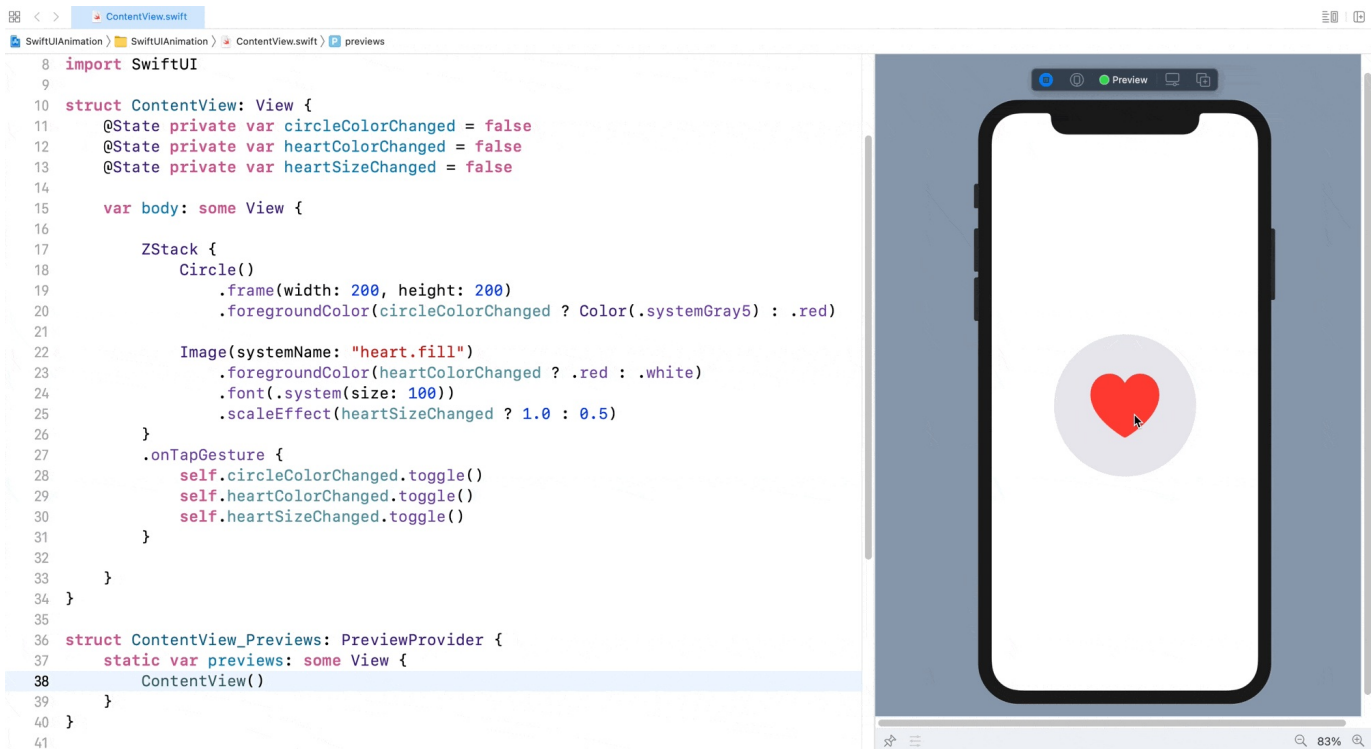 ContentView.swift
SwiftUIAnimation SwiftUIAnimation ContentView.swift P previews
8 import SwiftUI
9
10 struct ContentView: View {
11 @State private var circleColorChanged = false
12 @State private var heartColorChanged = false
13 @State private var heartSizeChanged = false
14
15 var body: some View {
16
17 ZStack {
18 Circle()
19 .frame(width: 200, height: 200)
20 .foregroundColor(circleColorChanged ? Color(.systemGray5) : .red)
21
22 Image(systemName: "heart.fill")
23 .foregroundColor(heartColorChanged ? .red : .white)
24 .font(.system(size: 100))
25 .scaleEffect(heartSizeChanged ? 1.0 : 0.5)
26 }
27 .onTapGesture {
28 self.circleColorChanged.toggle()
29 self.heartColorChanged.toggle()
30 self.heartSizeChanged.toggle()
31 }
32
33 }
34 }
35
36 struct ContentView_Previews: PreviewProvider {
37 static var previews: some View {
38 ContentView()
39 }
40 }
41
Preview
83%